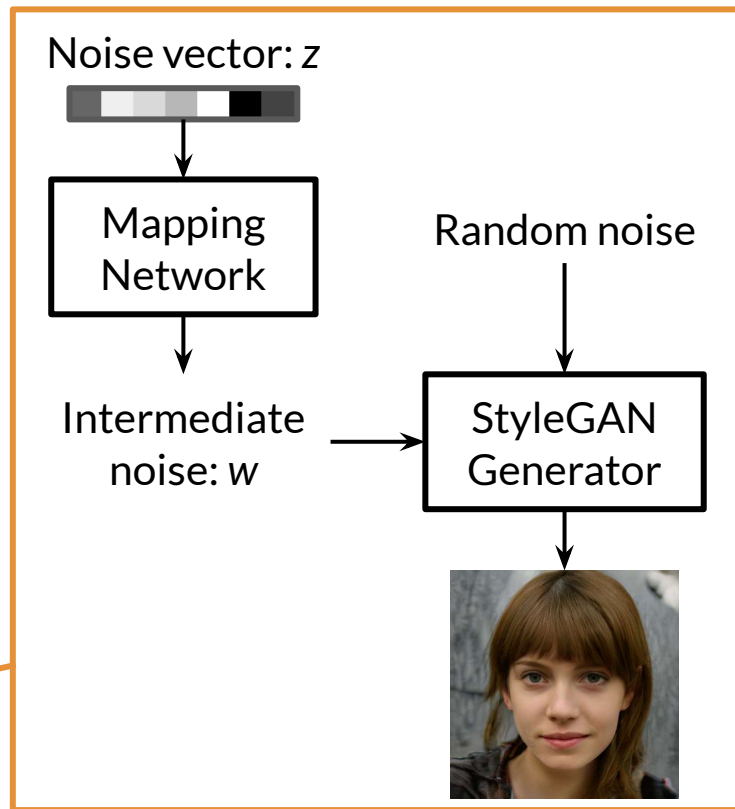 Noise vector: z
Mapping
Network
Random noise
Intermediate
noise: w
StyleGAN
Generator